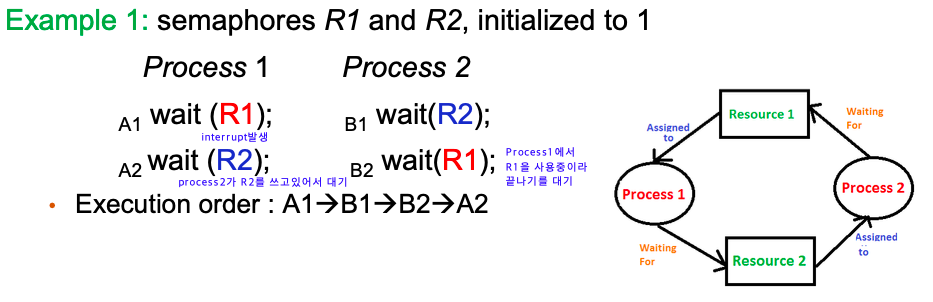 Example 1: semaphores R1 and R2, initialized to 1
Process 1 Process 2
A1 wait (R1); B1 wait(R2);
interrupt발생
A2 wait (R2); B2 wait(R1);
process2가 R2를 쓰고있어서 대기
Process1에서
R1을 사용중이라
끝나기를 대기
• Execution order : A1→B1→B2→A2
Resource 1
Assigned
to
Waiting
For
Process 1
Process 2
Waiting
For
Resource 2
Assigned
to